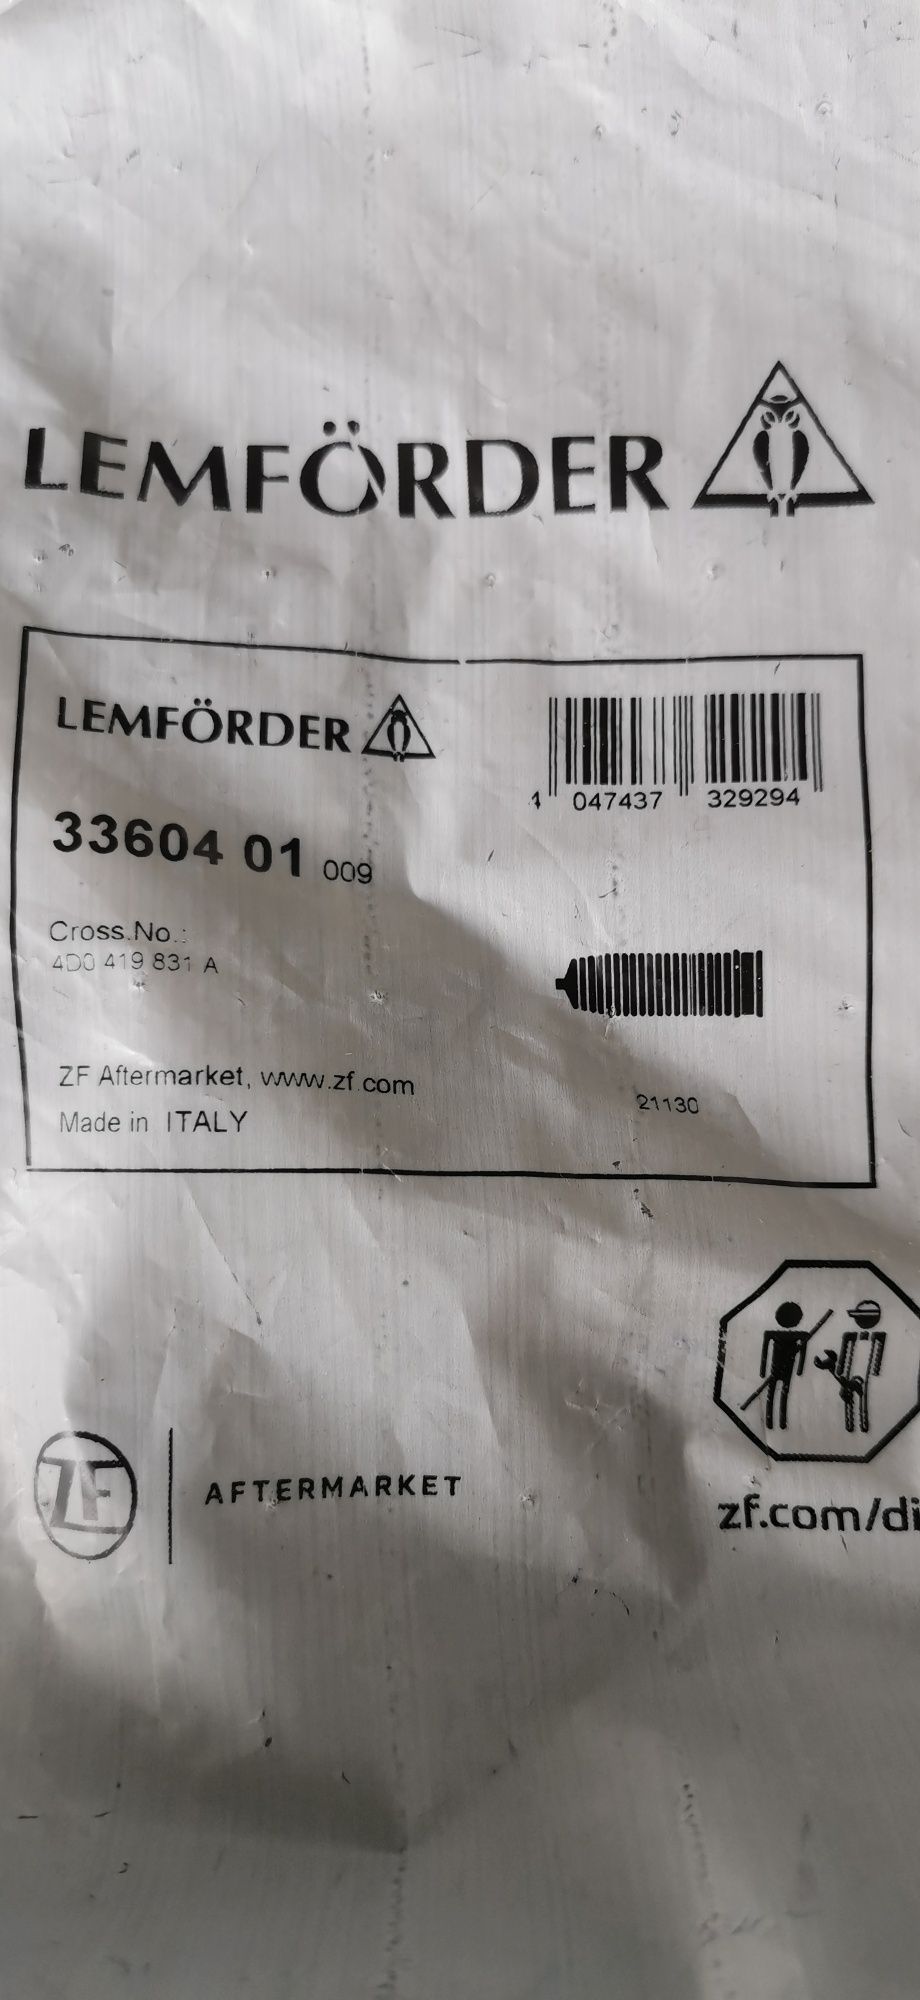 LEMFÖRDER
LEMFÖRDER
4 047437 329294
33604 01 009
Cross.No.:
4D0 419 831 A
ZF Aftermarket, www.zf.com
21130
Made in ITALY
ZF
AFTERMARKET
zf.com/di